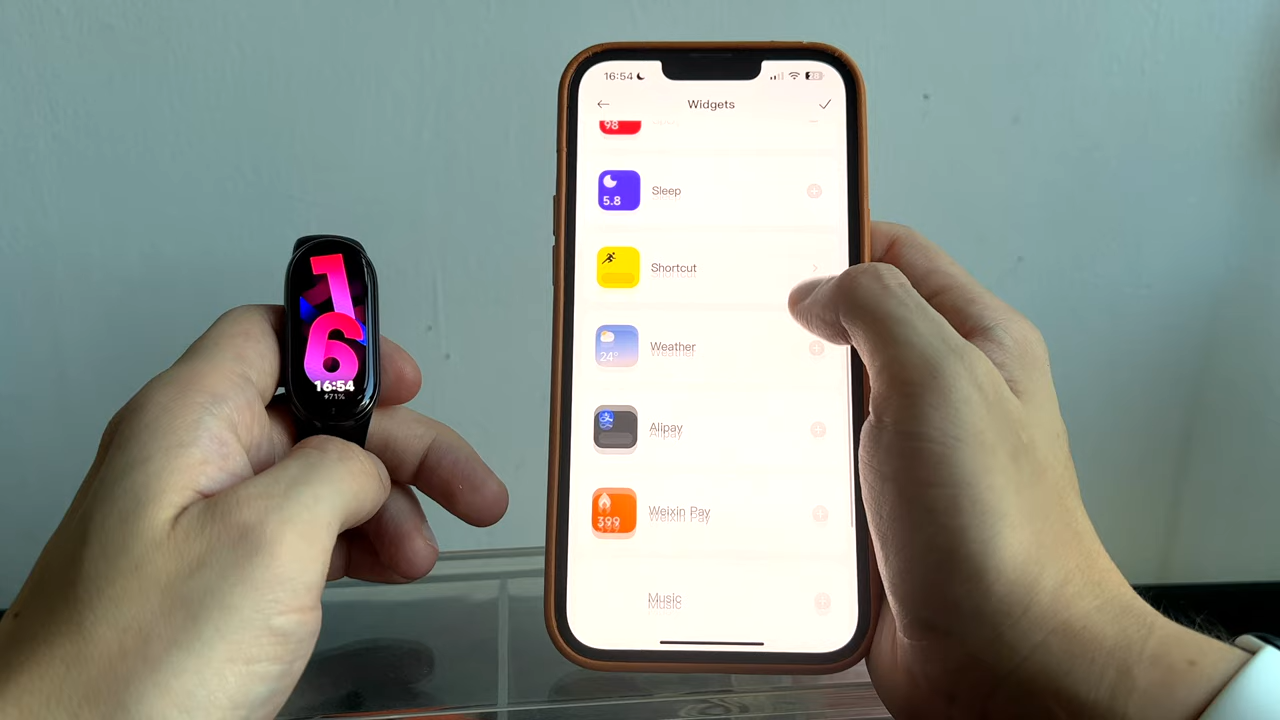 16
16:54
71%
16:54
28
Widgets
98
5.8
Sleep
Shortcut
24°
Weather
Alipay
399
Weixin Pay
Music